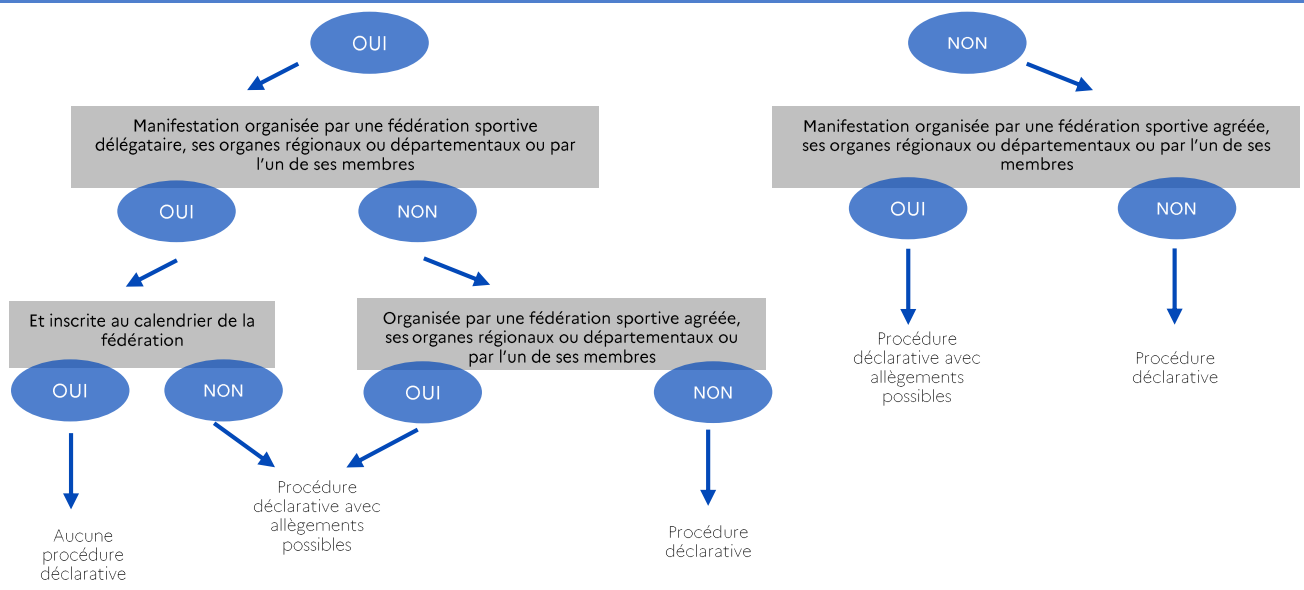 OUI
NON
Manifestation organisée par une fédération sportive
délégataire, ses organes régionaux ou départementaux ou par
l'un de ses membres
Manifestation organisée par une fédération sportive agréée,
ses organes régionaux ou départementaux ou par l'un de ses
membres
OUI
NON
OUI
NON
Et inscrite au calendrier de la
fédération
Organisée par une fédération sportive agréée,
ses organes régionaux ou départementaux ou
par l'un de ses membres
Procédure
déclarative avec
allègements
possibles
Procédure
déclarative
OUI
NON
OUI
NON
Aucune
procédure
déclarative
Procédure
déclarative avec
allègements
possibles
Procédure
déclarative